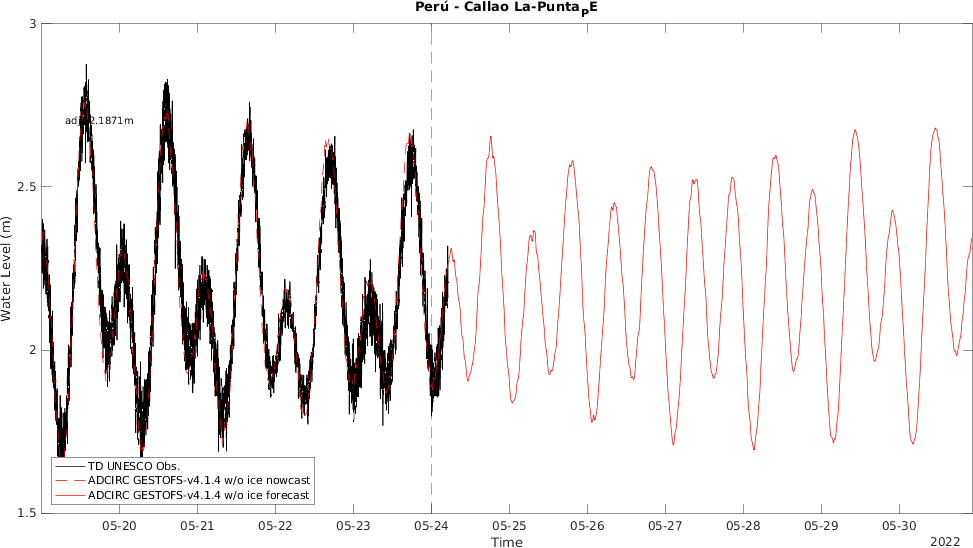 Perú - Callao La-PuntapE
3
2.5
2
1.5
Water Level (m)
2.1871m
TD UNESCO Obs.
ADCIRC GESTOFS-v4.1.4 w/o ice nowcast
ADCIRC GESTOFS-v4.1.4 w/o ice forecast
05-20
05-21
05-22
05-23
05-24
05-25
05-26
05-27
05-28
05-29
05-30
Time
2022